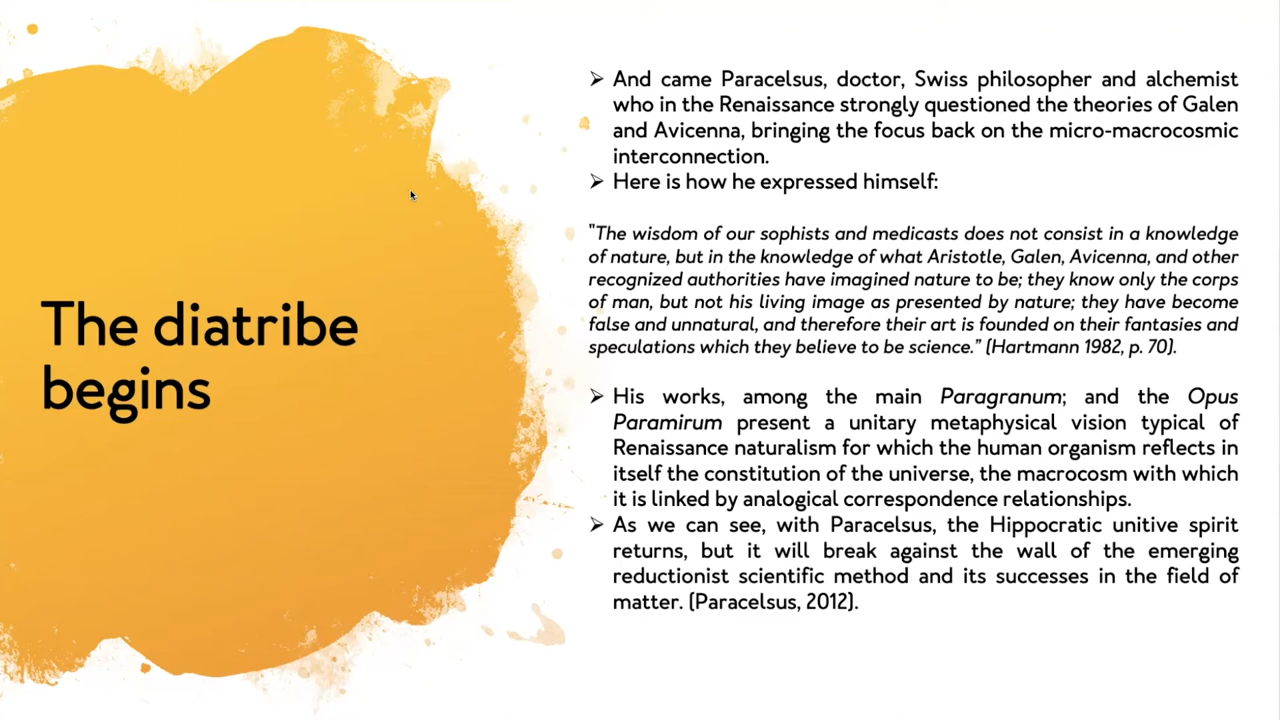 The diatribe
begins
➢ And came Paracelsus, doctor, Swiss philosopher and alchemist
who in the Renaissance strongly questioned the theories of Galen
and Avicenna, bringing the focus back on the micro-macrocosmic
interconnection.
➢ Here is how he expressed himself:
"The wisdom of our sophists and medicasts does not consist in a knowledge
of nature, but in the knowledge of what Aristotle, Galen, Avicenna, and other
recognized authorities have imagined nature to be; they know only the corps
of man, but not his living image as presented by nature; they have become
false and unnatural, and therefore their art is founded on their fantasies and
speculations which they believe to be science.” (Hartmann 1982, p. 70).
➢ His works, among the main Paragranum; and the Opus
Paramirum present a unitary metaphysical vision typical of
Renaissance naturalism for which the human organism reflects in
itself the constitution of the universe, the macrocosm with which
it is linked by analogical correspondence relationships.
➢ As we can see, with Paracelsus, the Hippocratic unitive spirit
returns, but it will break against the wall of the emerging
reductionist scientific method and its successes in the field of
matter. (Paracelsus, 2012).